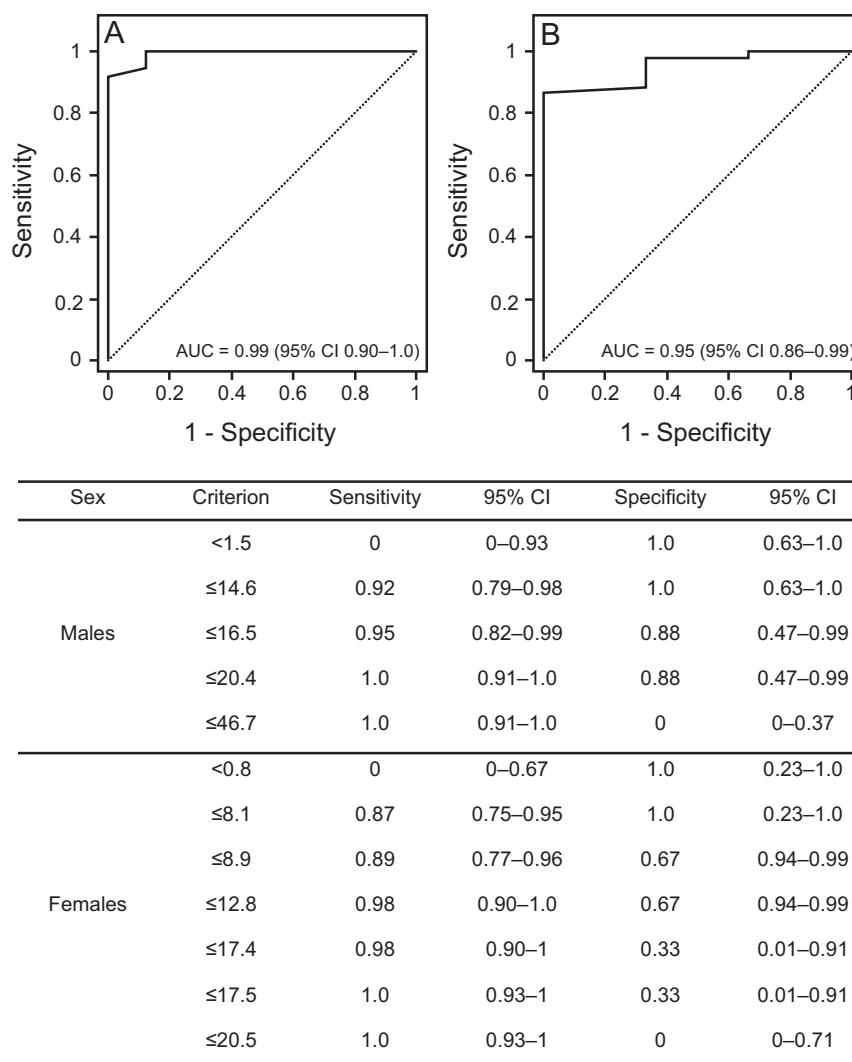 A
B
1
0.8
0.6
0.4
0.2
0
Sensitivity
AUC = 0.99 (95% CI 0.90–1.0)
0 0.2 0.4 0.6 0.8 1
1 - Specificity
1
0.8
0.6
0.4
0.2
0
Sensitivity
AUC = 0.95 (95% CI 0.86–0.99)
0 0.2 0.4 0.6 0.8 1
1 - Specificity
Sex Criterion Sensitivity 95% CI Specificity 95% CI
<1.5 0 0–0.93 1.0 0.63–1.0
≤14.6 0.92 0.79–0.98 1.0 0.63–1.0
Males ≤16.5 0.95 0.82–0.99 0.88 0.47–0.99
≤20.4 1.0 0.91–1.0 0.88 0.47–0.99
≤46.7 1.0 0.91–1.0 0 0–0.37
<0.8 0 0–0.67 1.0 0.23–1.0
≤8.1 0.87 0.75–0.95 1.0 0.23–1.0
≤8.9 0.89 0.77–0.96 0.67 0.94–0.99
Females ≤12.8 0.98 0.90–1.0 0.67 0.94–0.99
≤17.4 0.98 0.90–1 0.33 0.01–0.91
≤17.5 1.0 0.93–1 0.33 0.01–0.91
≤20.5 1.0 0.93–1 0 0–0.71